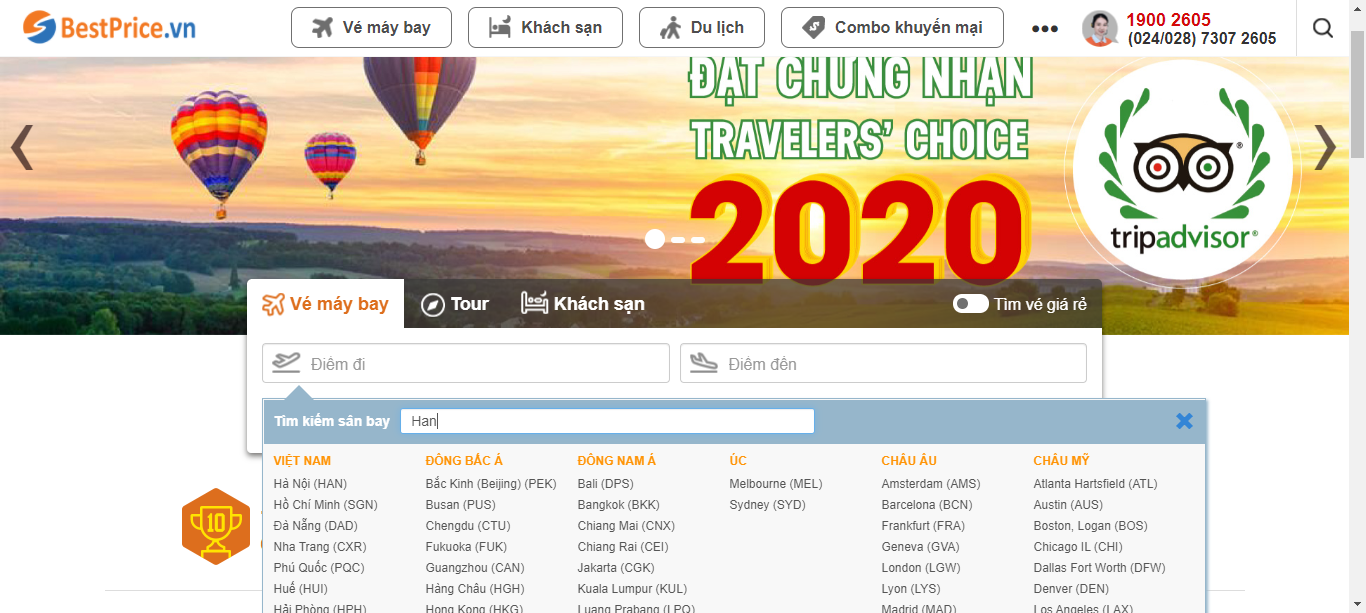 BestPrice.vn
Vé máy bay
Khách sạn
Du lịch
Combo khuyến mại
1900 2605
(024/028) 7307 2605
ĐẠT CHỨNG NHẬN
TRAVELERS' CHOICE
2020
tripadvisor®
Vé máy bay
Tour
Khách sạn
Tìm vé giá rẻ
Điểm đi
Điểm đến
Tìm kiếm sân bay
Han
VIỆT NAM
Hà Nội (HAN)
Hồ Chí Minh (SGN)
Đà Nẵng (DAD)
Nha Trang (CXR)
Phú Quốc (PQC)
Huế (HUI)
Hải Phòng (HPH)
ĐÔNG BẮC Á
Bắc Kinh (Beijing) (PEK)
Busan (PUS)
Chengdu (CTU)
Fukuoka (FUK)
Guangzhou (CAN)
Hàng Châu (HGH)
Hong Kong (HKG)
ĐÔNG NAM Á
Bali (DPS)
Bangkok (BKK)
Chiang Mai (CNX)
Chiang Rai (CEI)
Jakarta (CGK)
Kuala Lumpur (KUL)
Luang Prabang (LPQ)
ÚC
Melbourne (MEL)
Sydney (SYD)
CHÂU ÂU
Amsterdam (AMS)
Barcelona (BCN)
Frankfurt (FRA)
Geneva (GVA)
London (LGW)
Lyon (LYS)
Madrid (MAD)
CHÂU MỸ
Atlanta Hartsfield (ATL)
Austin (AUS)
Boston, Logan (BOS)
Chicago IL (CHI)
Dallas Fort Worth (DFW)
Denver (DEN)
Los Angeles (LAX)
10